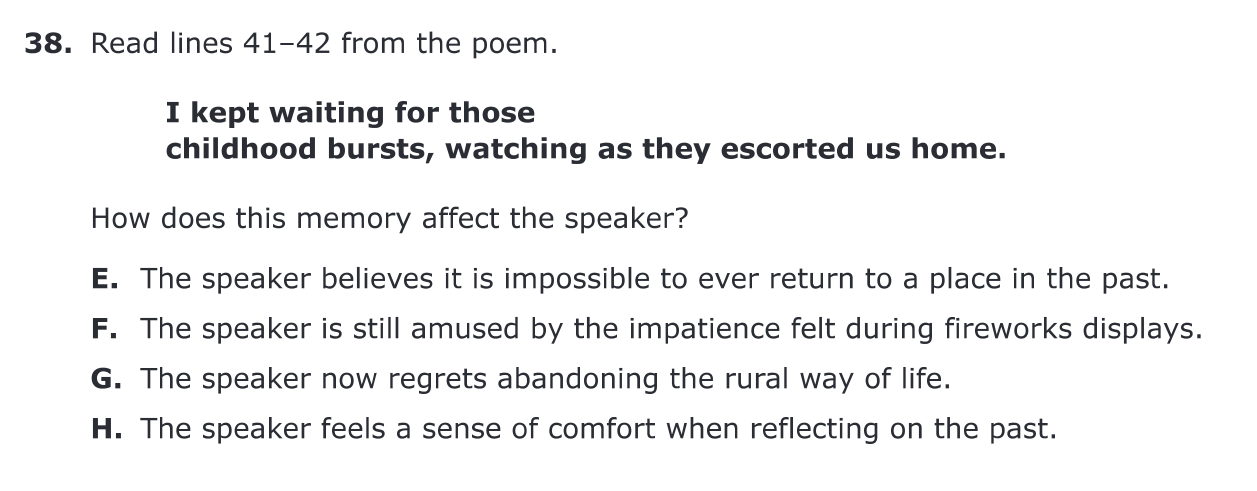 38. Read lines 41–42 from the poem.
I kept waiting for those
childhood bursts, watching as they escorted us home.
How does this memory affect the speaker?
E. The speaker believes it is impossible to ever return to a place in the past.
F. The speaker is still amused by the impatience felt during fireworks displays.
G. The speaker now regrets abandoning the rural way of life.
H. The speaker feels a sense of comfort when reflecting on the past.